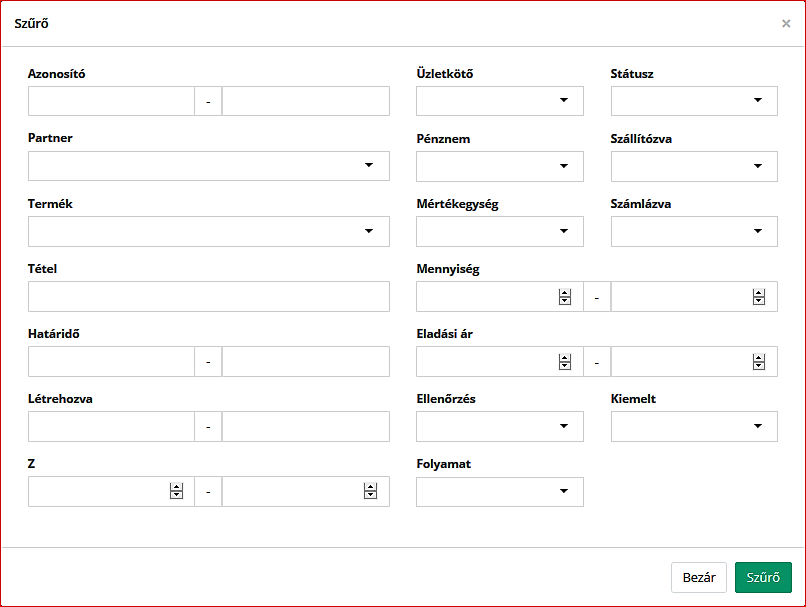 Szűrő
×
Azonosító
-
Üzletkötő
Státusz
Partner
Pénznem
Szállítózva
Termék
Mértékegység
Számlázva
Tétel
Mennyiség
-
Határidő
-
Eladási ár
-
Létrehozva
-
Ellenőrzés
Kiemelt
Z
-
Folyamat
Bezár
Szűrő